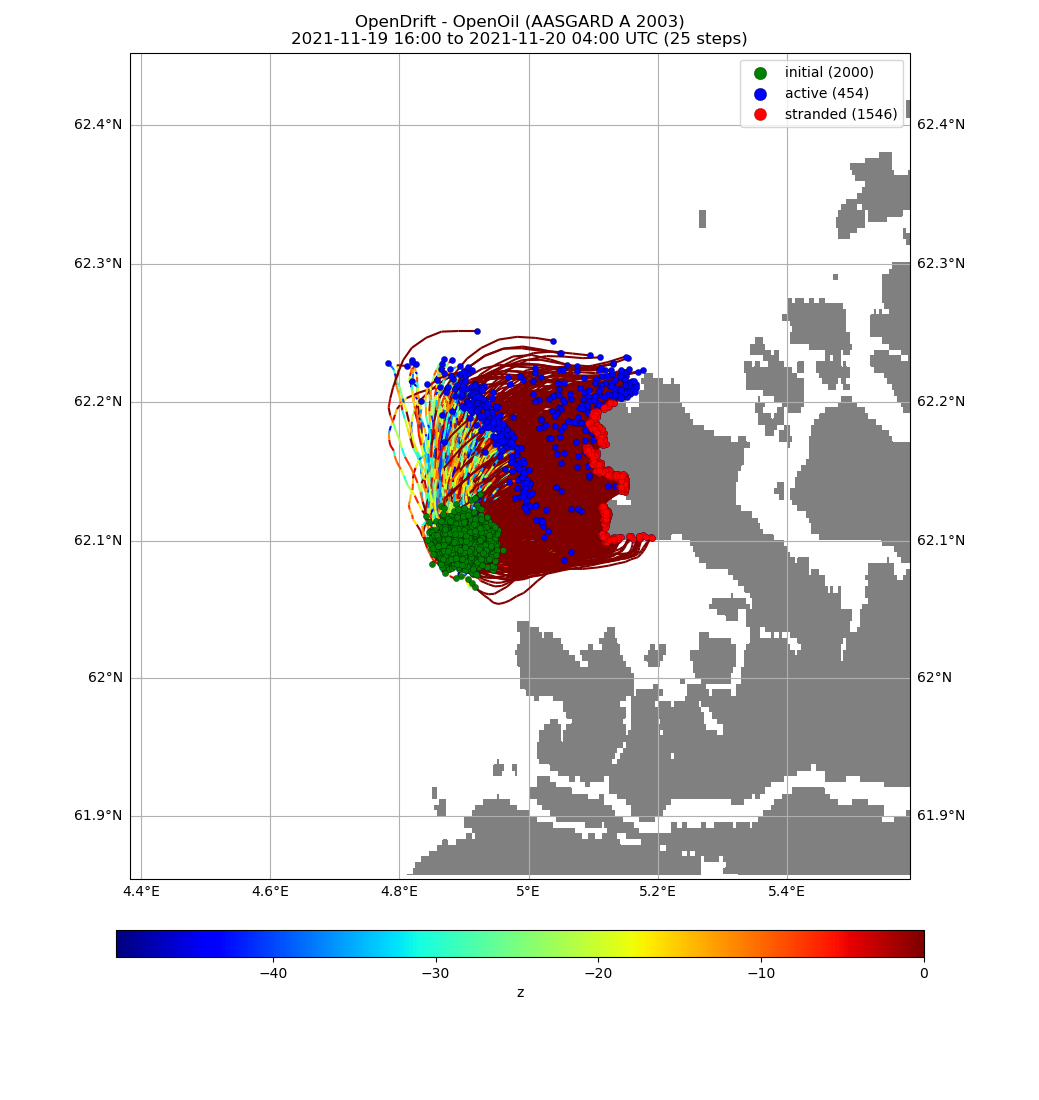 OpenDrift - OpenOil (AASGARD A 2003)
2021-11-19 16:00 to 2021-11-20 04:00 UTC (25 steps)
initial (2000)
active (454)
stranded (1546)
62.4°N 62.4°N
62.3°N 62.3°N
62.2°N 62.2°N
62.1°N 62.1°N
62°N 62°N
61.9°N 61.9°N
4.4°E 4.6°E 4.8°E 5°E 5.2°E 5.4°E
−40 −30 −20 −10 0
z